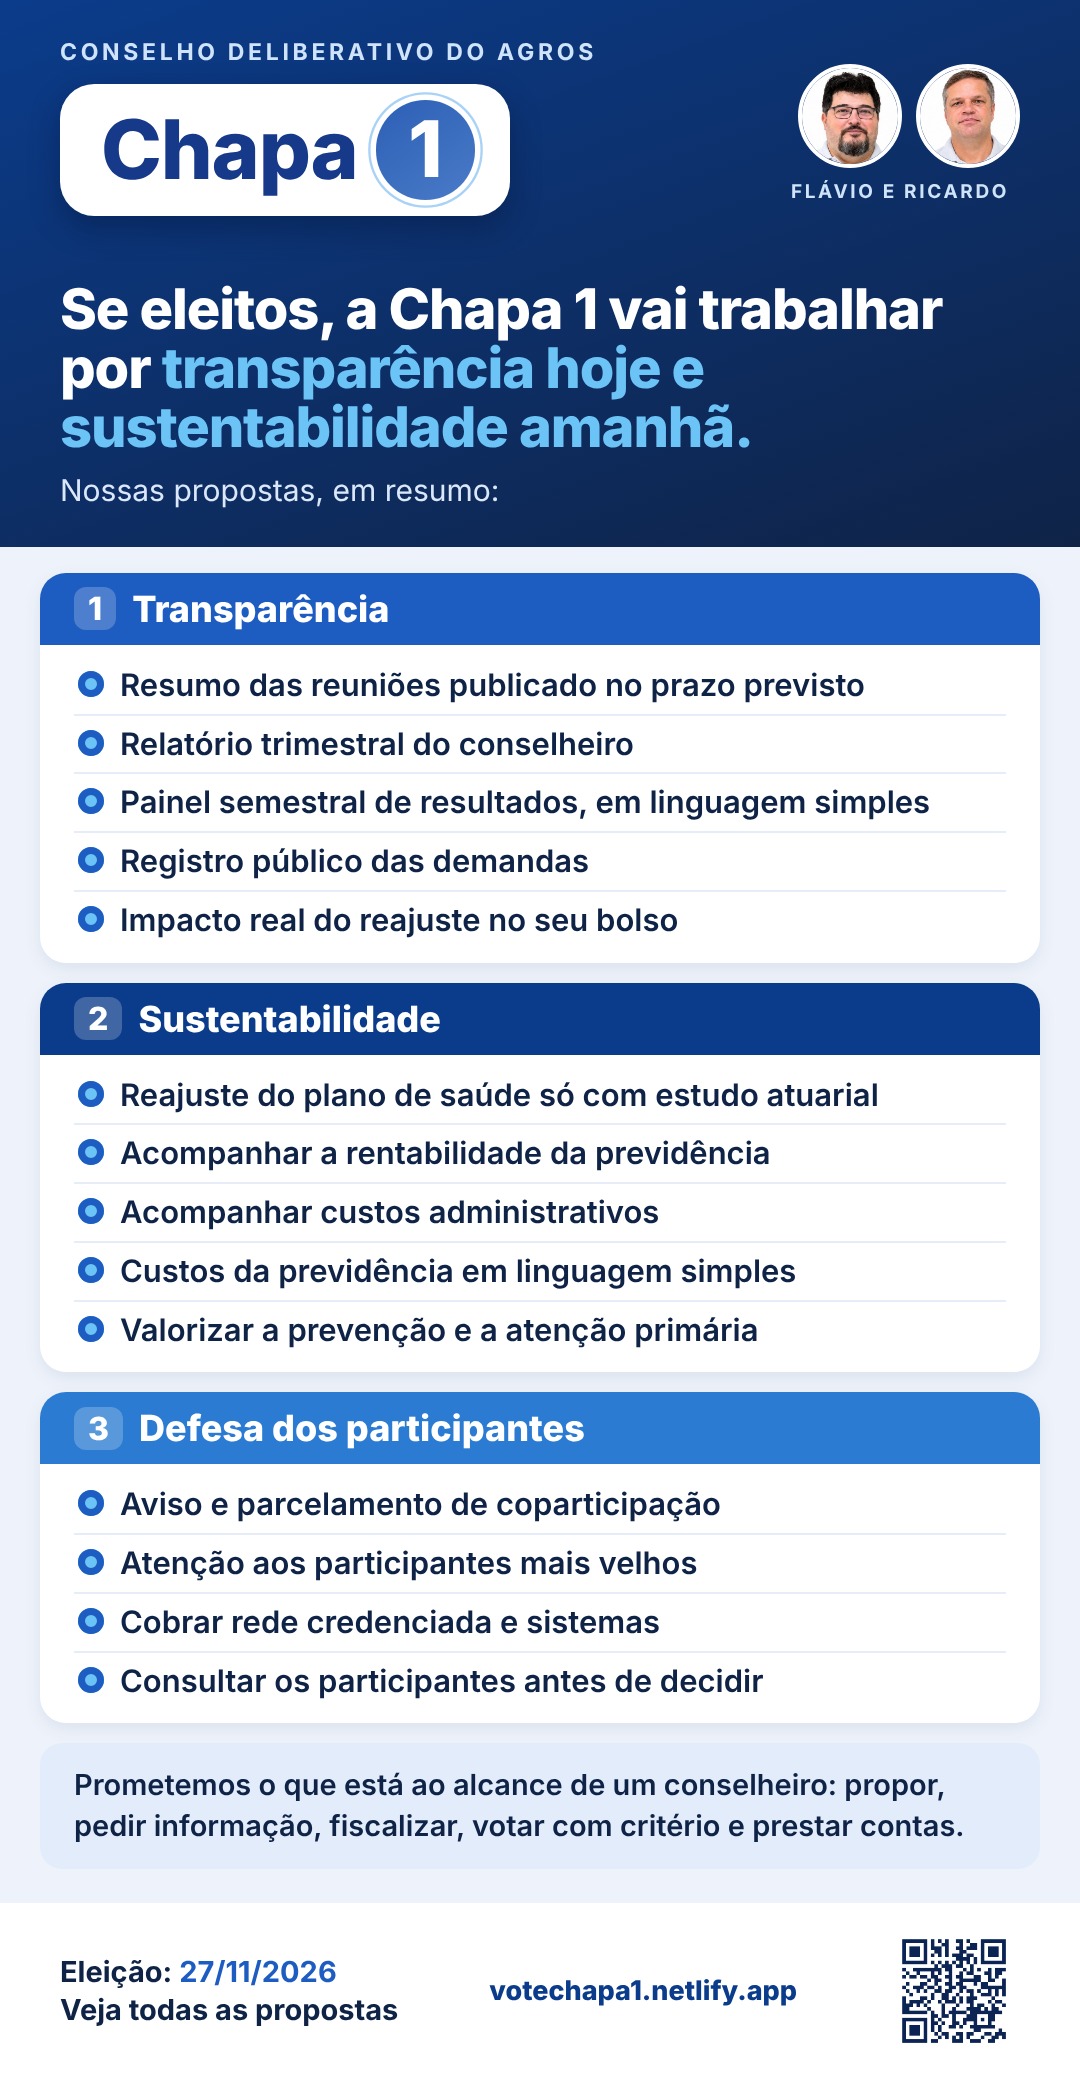 CONSELHO DELIBERATIVO DO AGROS
Chapa 1
FLÁVIO E RICARDO
Se eleitos, a Chapa 1 vai trabalhar
por transparência hoje e
sustentabilidade amanhã.
Nossas propostas, em resumo:
1 Transparência
Resumo das reuniões publicado no prazo previsto
Relatório trimestral do conselheiro
Painel semestral de resultados, em linguagem simples
Registro público das demandas
Impacto real do reajuste no seu bolso
2 Sustentabilidade
Reajuste do plano de saúde só com estudo atuarial
Acompanhar a rentabilidade da previdência
Acompanhar custos administrativos
Custos da previdência em linguagem simples
Valorizar a prevenção e a atenção primária
3 Defesa dos participantes
Aviso e parcelamento de coparticipação
Atenção aos participantes mais velhos
Cobrar rede credenciada e sistemas
Consultar os participantes antes de decidir
Prometemos o que está ao alcance de um conselheiro: propor,
pedir informação, fiscalizar, votar com critério e prestar contas.
Eleição: 27/11/2026
Veja todas as propostas
votechapa1.netlify.app